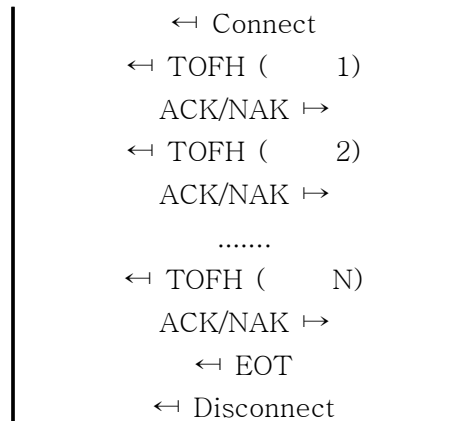 ↤ Connect
↤ TOFH ( 1)
ACK/NAK ↦
↤ TOFH ( 2)
ACK/NAK ↦
.......
↤ TOFH ( N)
ACK/NAK ↦
↤ EOT
↤ Disconnect